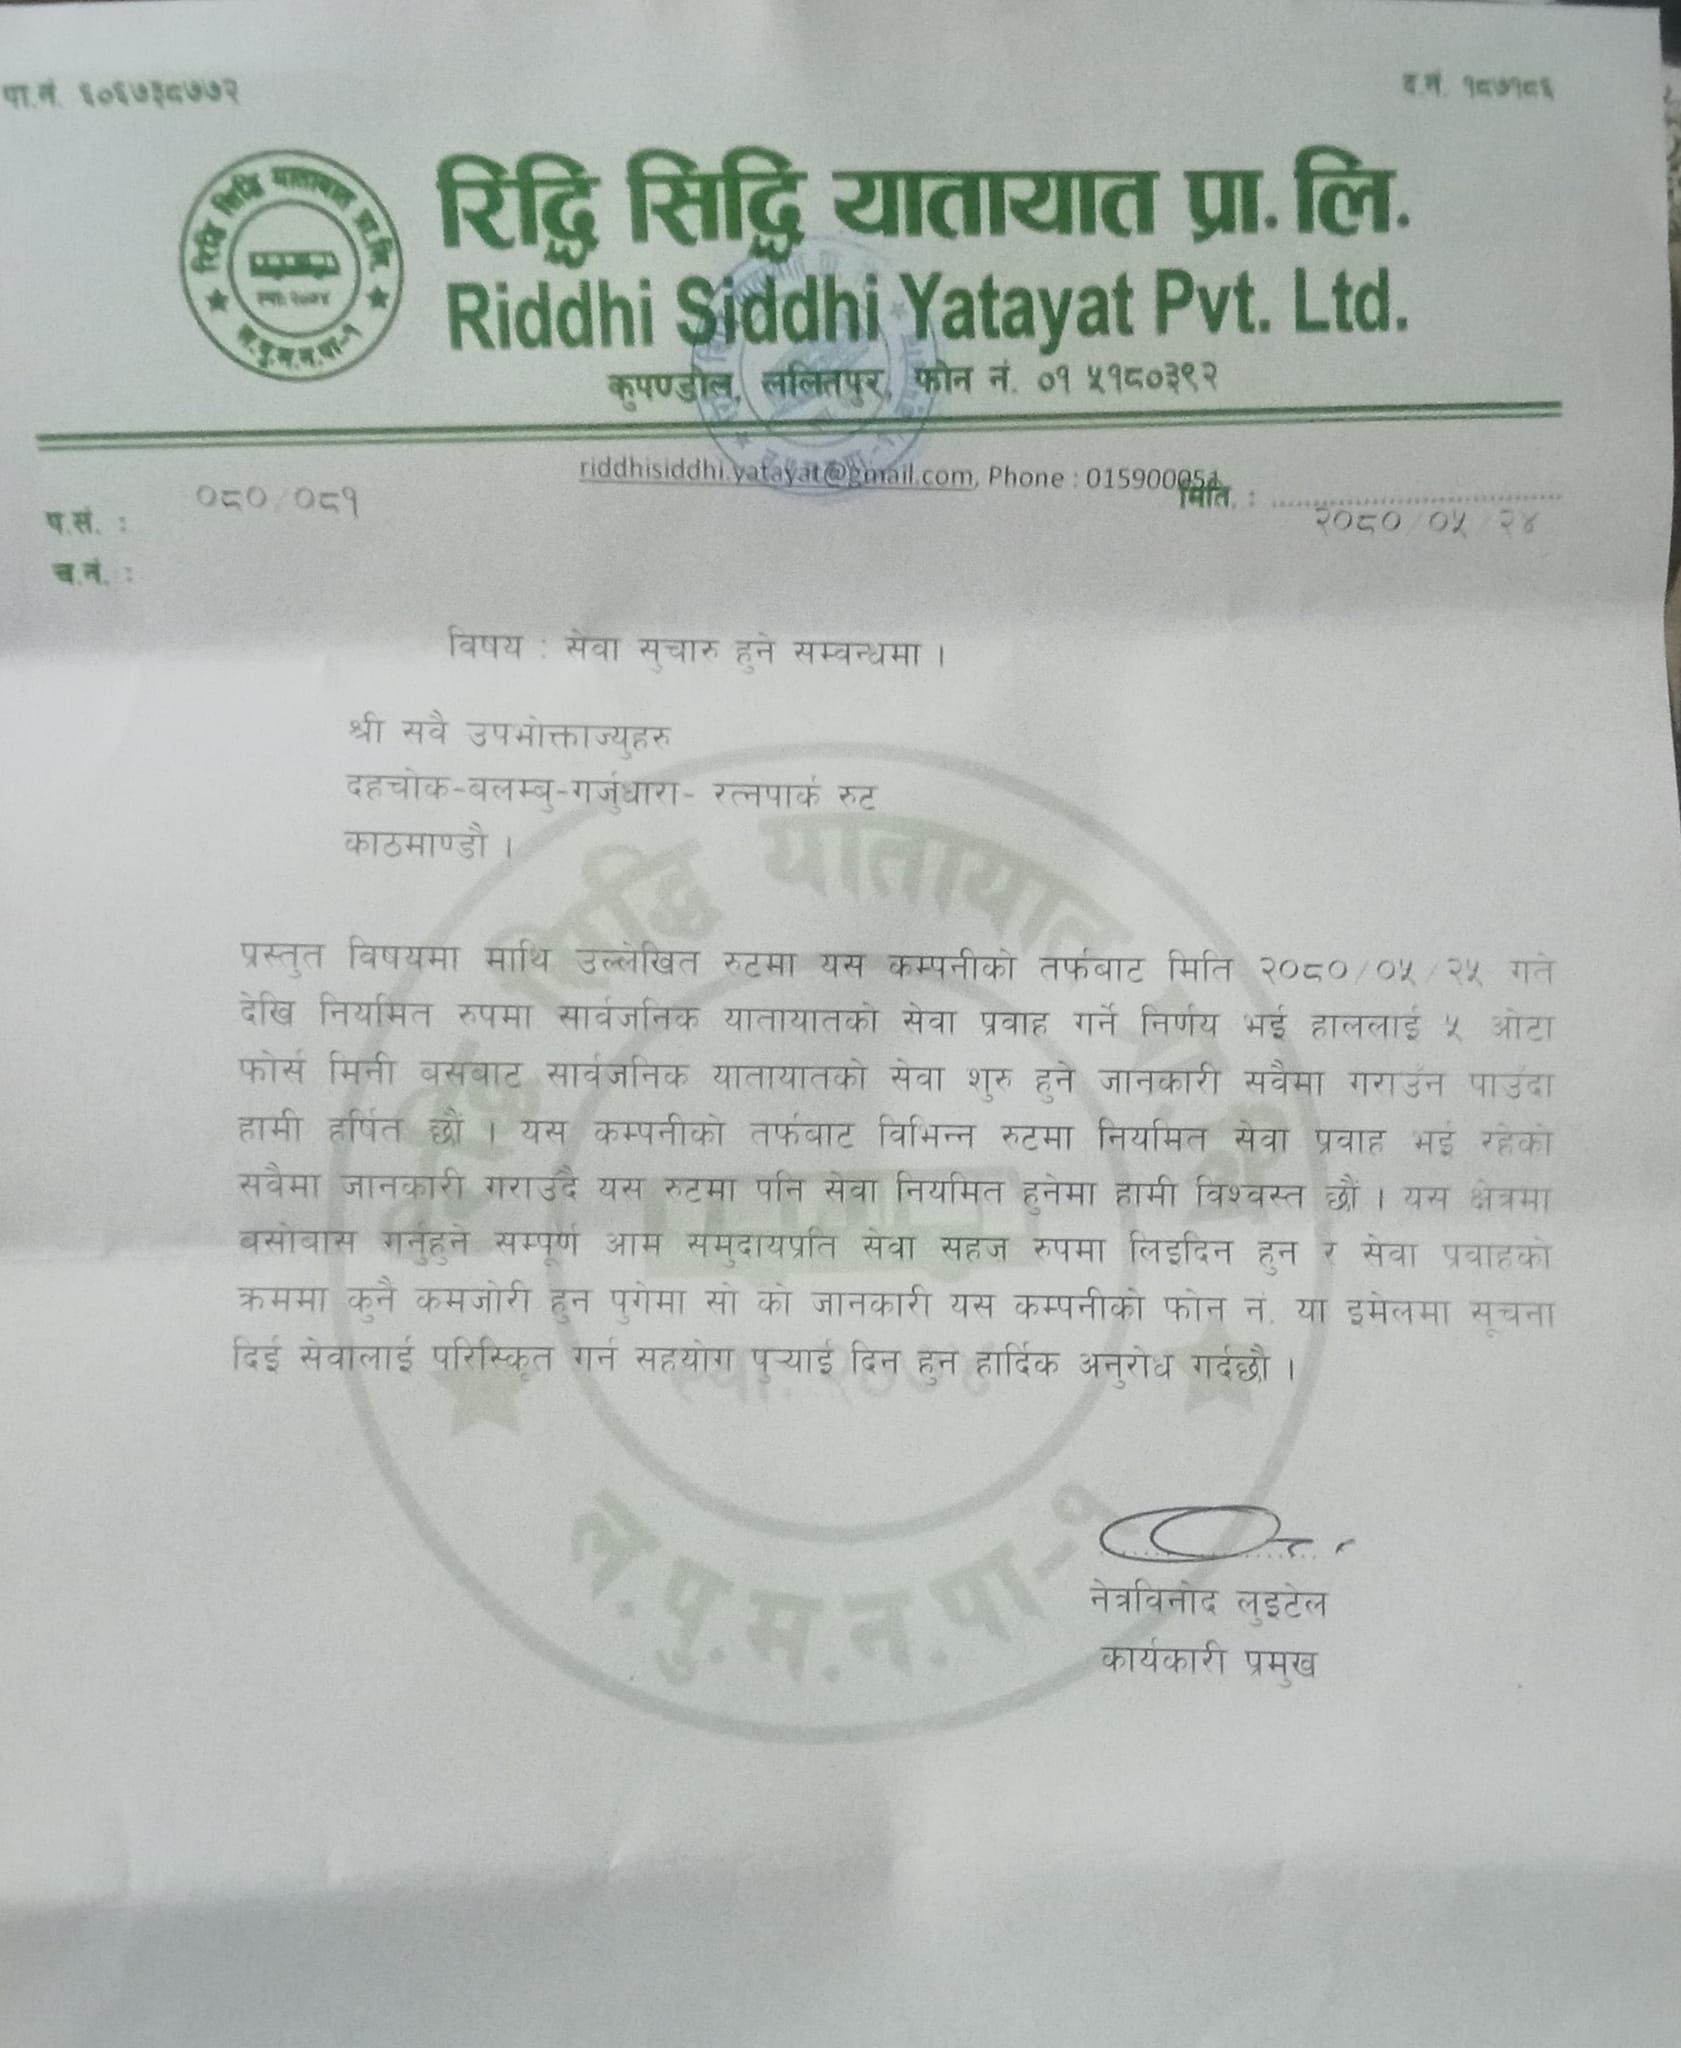 पा.नं. ६०६७३८७७२
द.नं. १८७१८६
रिद्धि सिद्धि यातायात प्रा.लि.
स्था: २०७४
ल.पु.म.न.पा-१
रिद्धि सिद्धि यातायात प्रा. लि.
Riddhi Siddhi Yatayat Pvt. Ltd.
कुपण्डोल, ललितपुर, फोन नं. ०१ ५१८०३९२
riddhisiddhi.yatayat@gmail.com, Phone : 015900051
प.सं. : ०८०/०८१
मिति. : २०८०/०५/२४
च.नं. :
विषय : सेवा सुचारु हुने सम्वन्धमा ।
श्री सवै उपभोक्ताज्युहरु
दहचोक-बलम्बु-गर्जुधारा- रत्नपार्क रुट
काठमाण्डौ ।
प्रस्तुत विषयमा माथि उल्लेखित रुटमा यस कम्पनीको तर्फबाट मिति २०८०/०५/२५ गते
देखि नियमित रुपमा सार्वजनिक यातायातको सेवा प्रवाह गर्ने निर्णय भई हाललाई ५ ओटा
फोर्स मिनी बसबाट सार्वजनिक यातायातको सेवा शुरु हुने जानकारी सवैमा गराउँन पाउँदा
हामी हर्षित छौं । यस कम्पनीको तर्फबाट विभिन्न रुटमा नियमित सेवा प्रवाह भई रहेको
सवैमा जानकारी गराउदै यस रुटमा पनि सेवा नियमित हुनेमा हामी विश्वस्त छौं । यस क्षेत्रमा
बसोबास गर्नुहुने सम्पूर्ण आम समुदायप्रति सेवा सहज रुपमा लिइदिन हुन र सेवा प्रवाहको
क्रममा कुनै कमजोरी हुन पुगेमा सो को जानकारी यस कम्पनीको फोन नं. या इमेलमा सूचना
दिई सेवालाई परिस्कृत गर्न सहयोग पुऱ्याई दिन हुन हार्दिक अनुरोध गर्दछौ ।
नेत्रविनोद लुइटेल
कार्यकारी प्रमुख